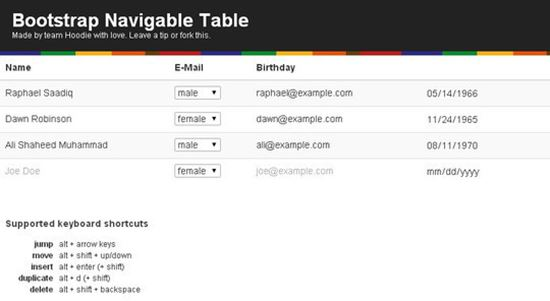 Bootstrap Navigable Table
Made by team Hoodie with love. Leave a tip or fork this.
Name E-Mail Birthday
Raphael Saadiq male raphael@example.com 05/14/1966
Dawn Robinson female dawn@example.com 11/24/1965
Ali Shaheed Muhammad male ali@example.com 08/11/1970
Joe Doe female joe@example.com mm/dd/yyyy
Supported keyboard shortcuts
jump alt + arrow keys
move alt + shift + up/down
insert alt + enter (+ shift)
duplicate alt + d (+ shift)
delete alt + shift + backspace